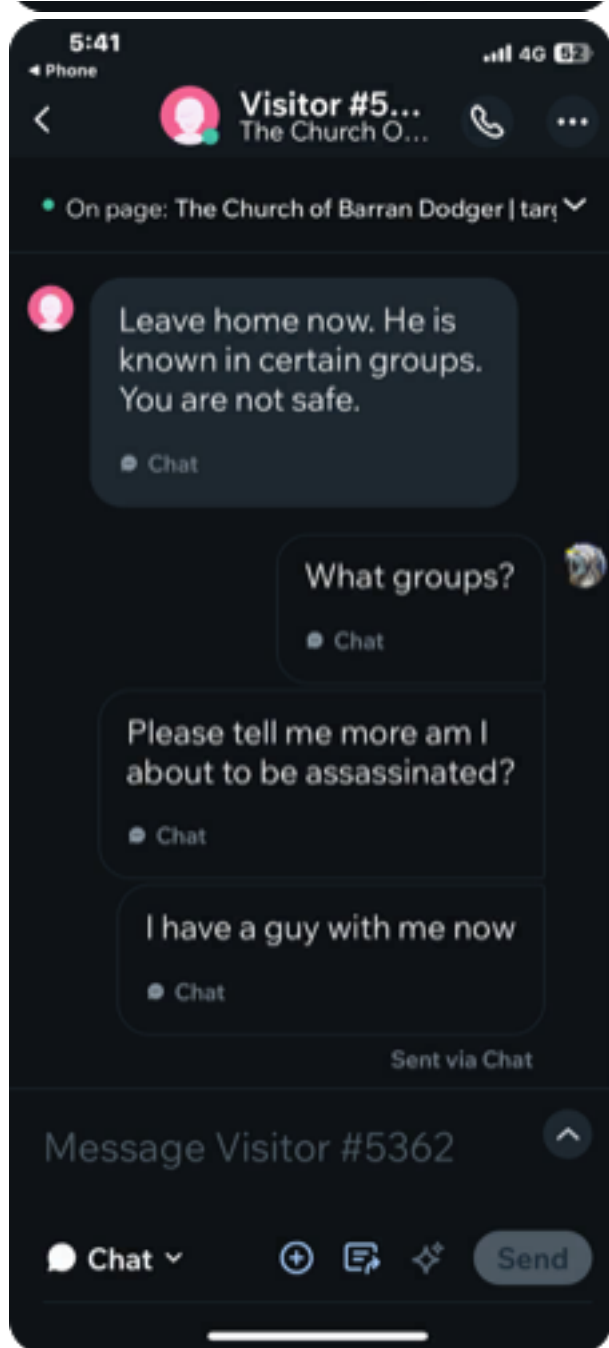 5:41
4G 52
◀ Phone
Visitor #5...
The Church O...
On page: The Church of Barran Dodger | targ
Leave home now. He is
known in certain groups.
You are not safe.
Chat
What groups?
Chat
Please tell me more am I
about to be assassinated?
Chat
I have a guy with me now
Chat
Sent via Chat
Message Visitor #5362
Chat
Send